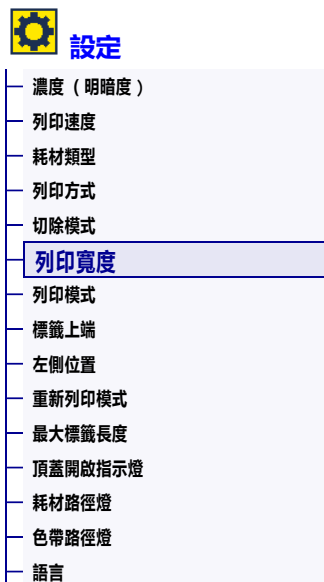 設定
濃度（明暗度）
列印速度
耗材類型
列印方式
切除模式
列印寬度
列印模式
標籤上端
左側位置
重新列印模式
最大標籤長度
頂蓋開啟指示燈
耗材路徑燈
色帶路徑燈
語言